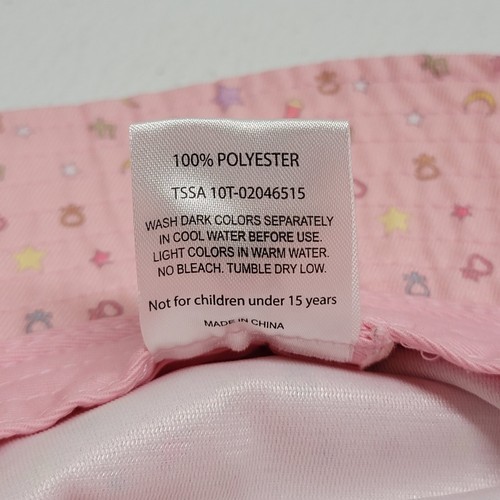 100% POLYESTER
TSSA 10T-02046515
WASH DARK COLORS SEPARATELY
IN COOL WATER BEFORE USE.
LIGHT COLORS IN WARM WATER.
NO BLEACH. TUMBLE DRY LOW.
Not for children under 15 years
MADE IN CHINA